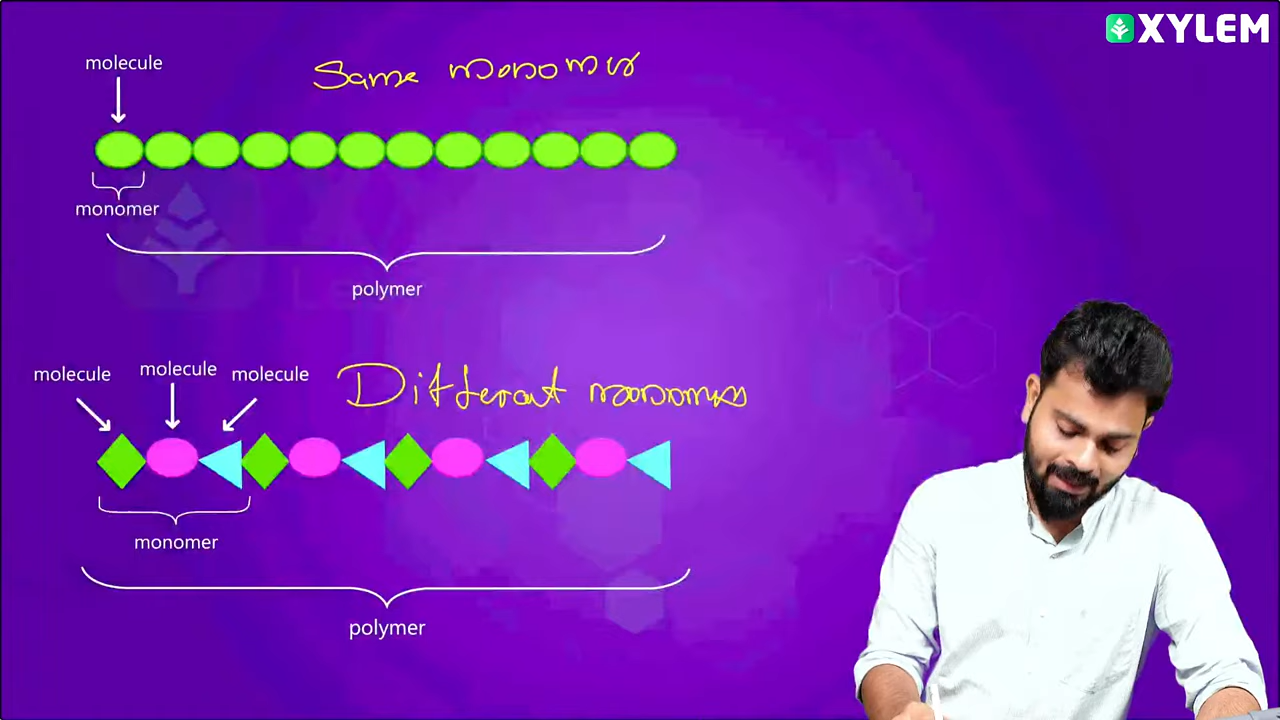 XYLEM
molecule
Same monomer
monomer
polymer
molecule
molecule
molecule
Different monomers
monomer
polymer